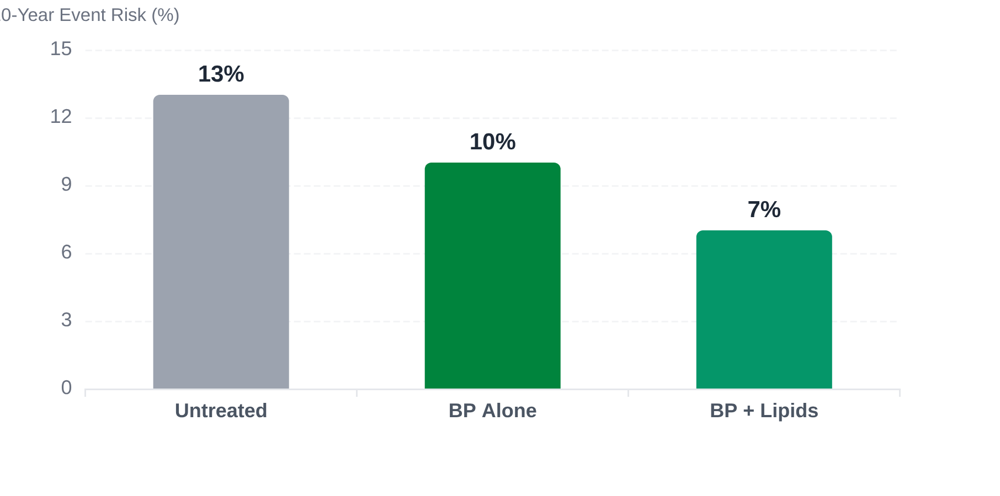 0-Year Event Risk (%)
15
13%
12
10%
9
7%
6
3
0
Untreated
BP Alone
BP + Lipids